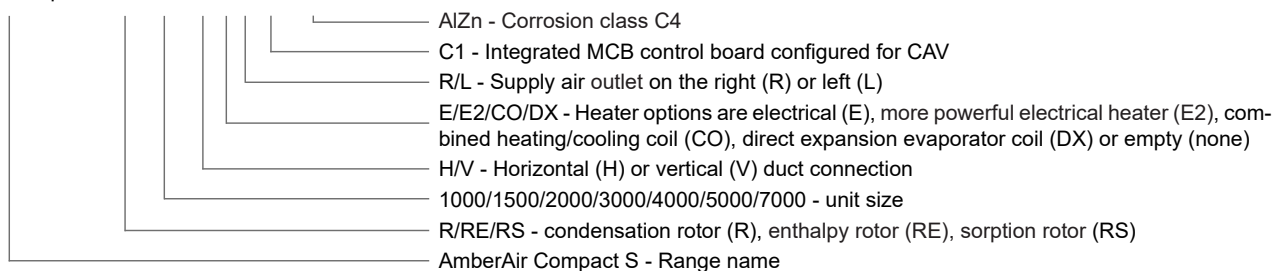 AlZn - Corrosion class C4
C1 - Integrated MCB control board configured for CAV
R/L - Supply air outlet on the right (R) or left (L)
E/E2/CO/DX - Heater options are electrical (E), more powerful electrical heater (E2), com-
bined heating/cooling coil (CO), direct expansion evaporator coil (DX) or empty (none)
H/V - Horizontal (H) or vertical (V) duct connection
1000/1500/2000/3000/4000/5000/7000 - unit size
R/RE/RS - condensation rotor (R), enthalpy rotor (RE), sorption rotor (RS)
AmberAir Compact S - Range name